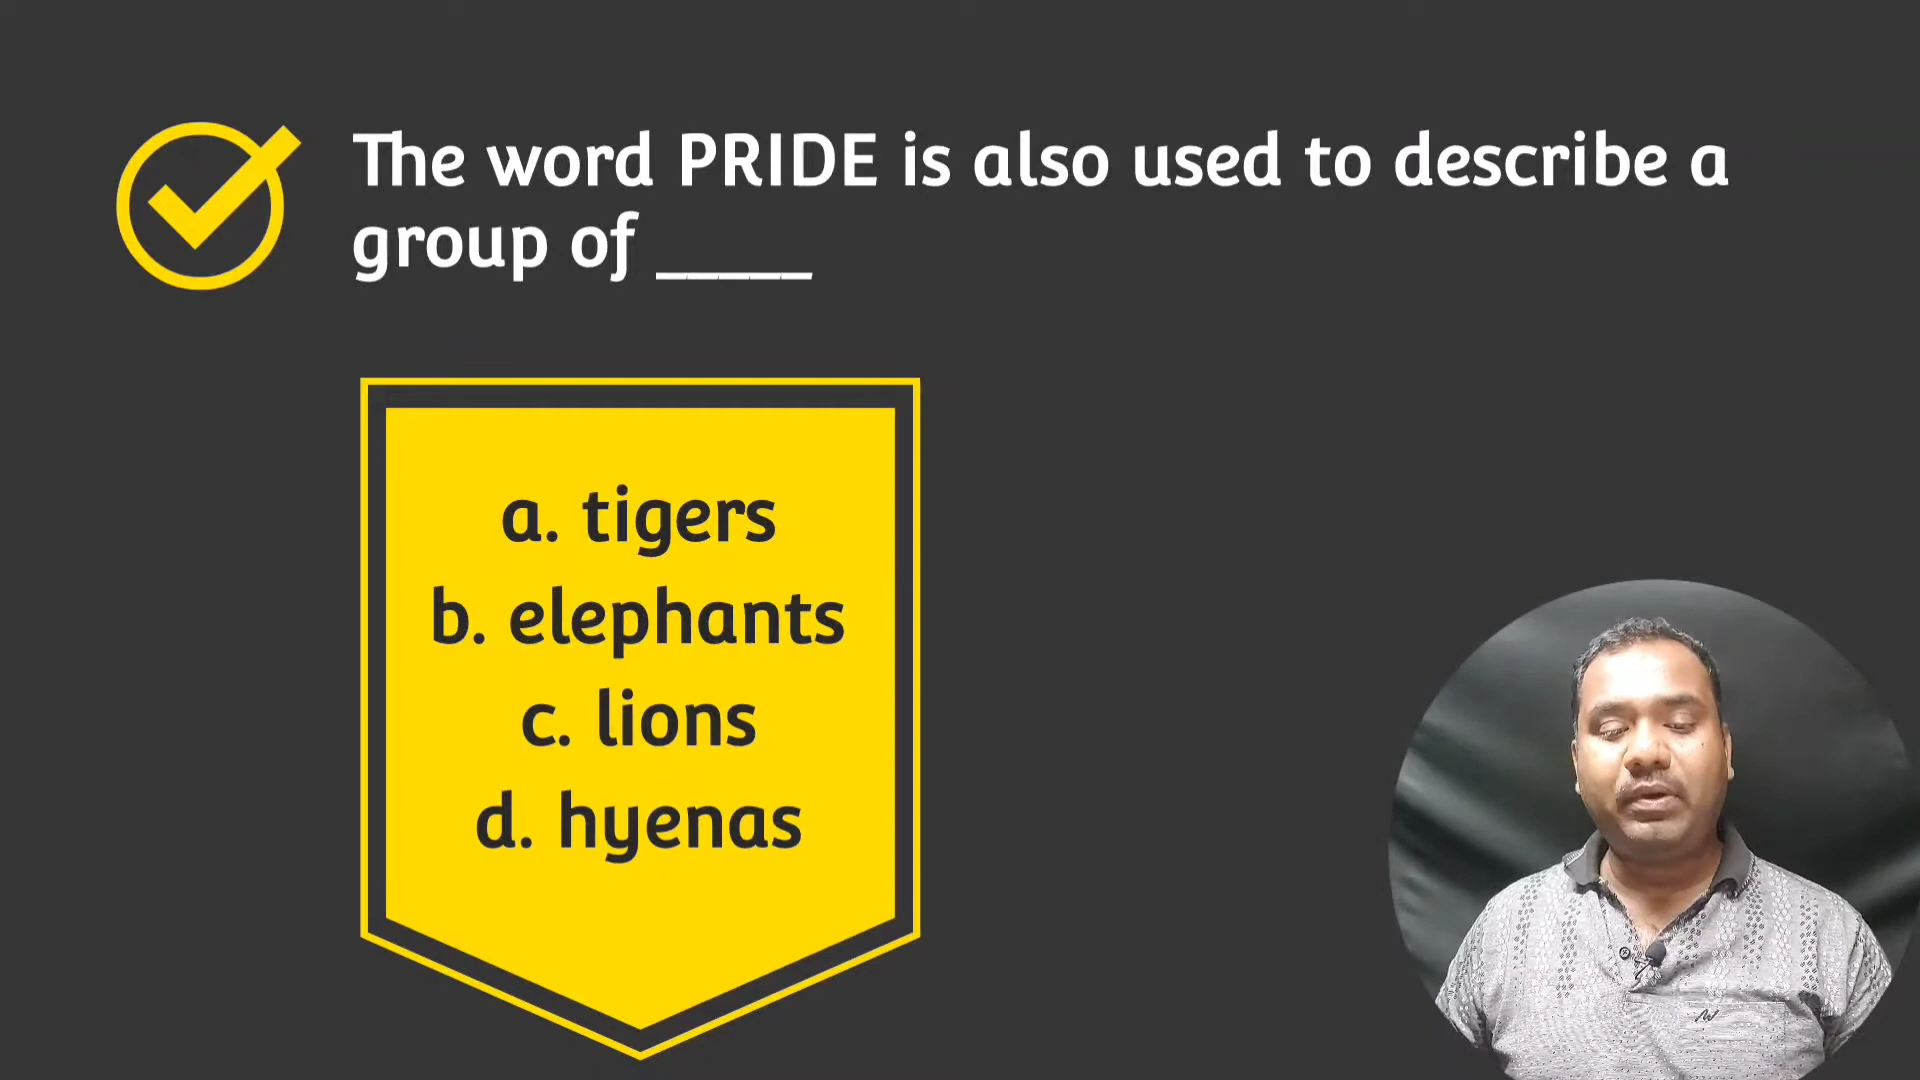 The word PRIDE is also used to describe a
group of _____
a. tigers
b. elephants
c. lions
d. hyenas